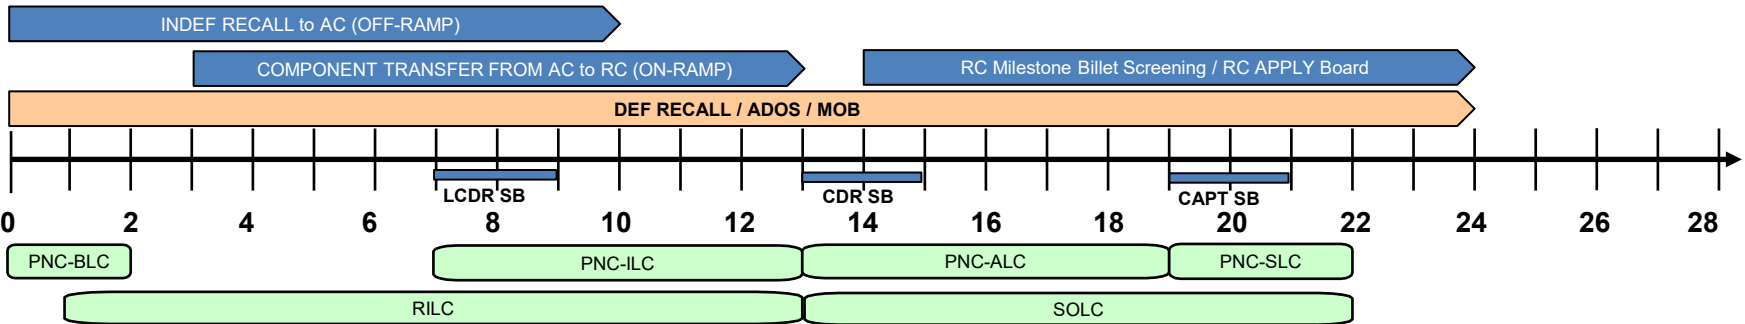 INDEF RECALL to AC (OFF-RAMP)
COMPONENT TRANSFER FROM AC to RC (ON-RAMP)
RC Milestone Billet Screening / RC APPLY Board
DEF RECALL / ADOS / MOB
LCDR SB
CDR SB
CAPT SB
0 2 4 6 8 10 12 14 16 18 20 22 24 26 28
PNC-BLC
PNC-ILC
PNC-ALC
PNC-SLC
RILC
SOLC